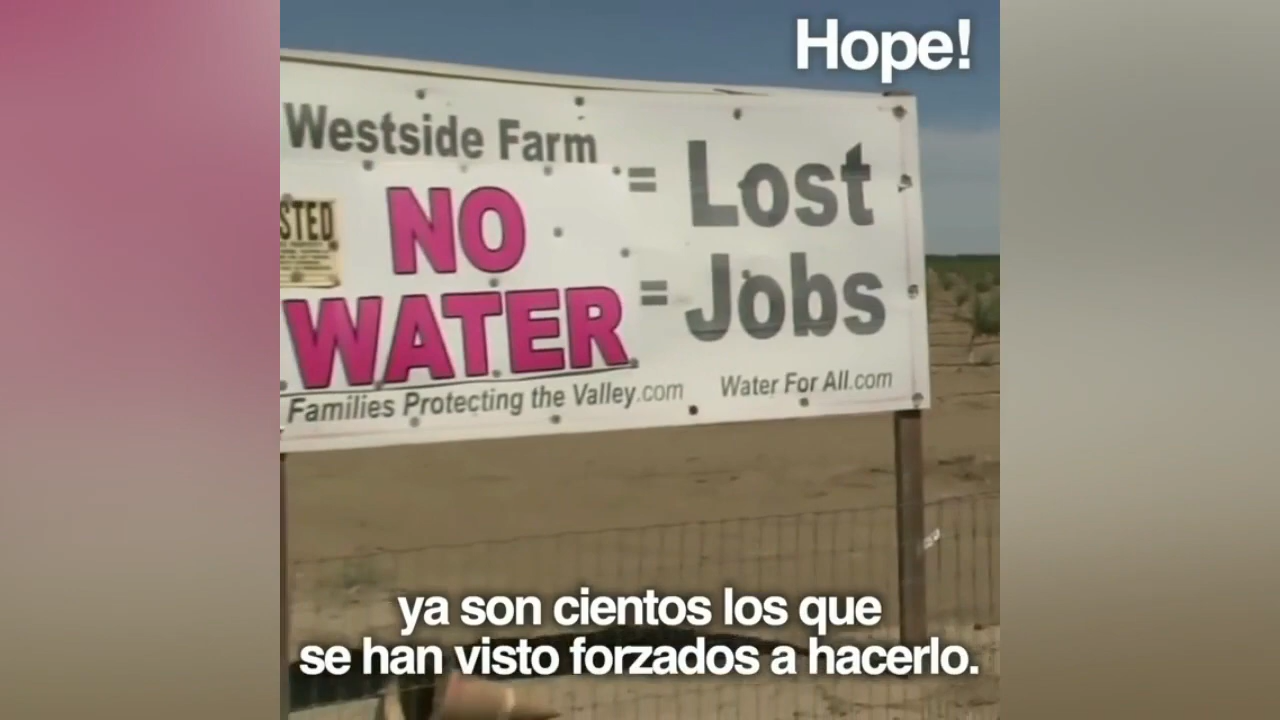 Hope!
Westside Farm
= Lost
STED
NO
WATER
= Jobs
Families Protecting the Valley.com
Water For All.com
ya son cientos los que
se han visto forzados a hacerlo.